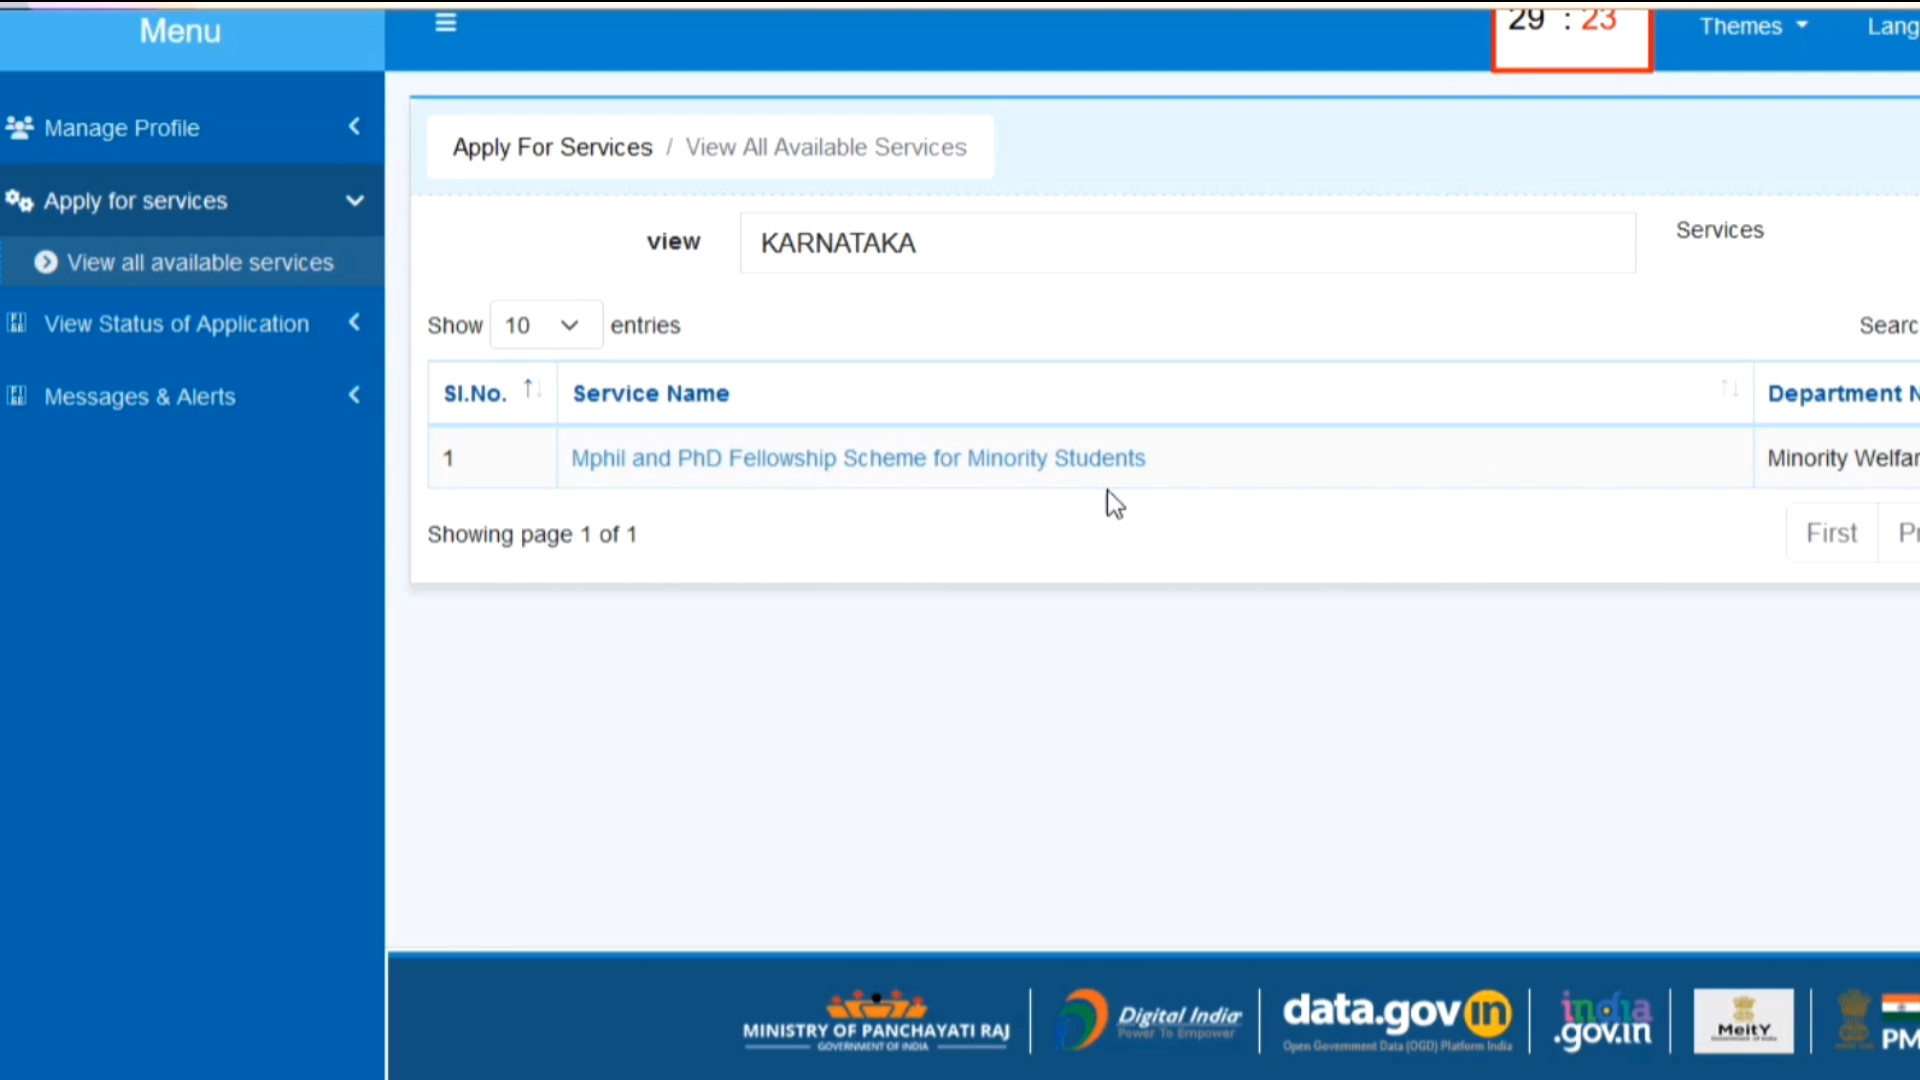 Menu
29 : 23
Themes
Lang
Manage Profile
Apply for services
View all available services
View Status of Application
Messages & Alerts
Apply For Services / View All Available Services
view
KARNATAKA
Services
Show 10 entries
Searc
Sl.No.
Service Name
Department N
1
Mphil and PhD Fellowship Scheme for Minority Students
Minority Welfar
Showing page 1 of 1
First
Pr
MINISTRY OF PANCHAYATI RAJ
GOVERNMENT OF INDIA
Digital India
Power To Empower
data.gov in
Open Government Data (OGD) Platform India
india
.gov.in
MeitY
PM